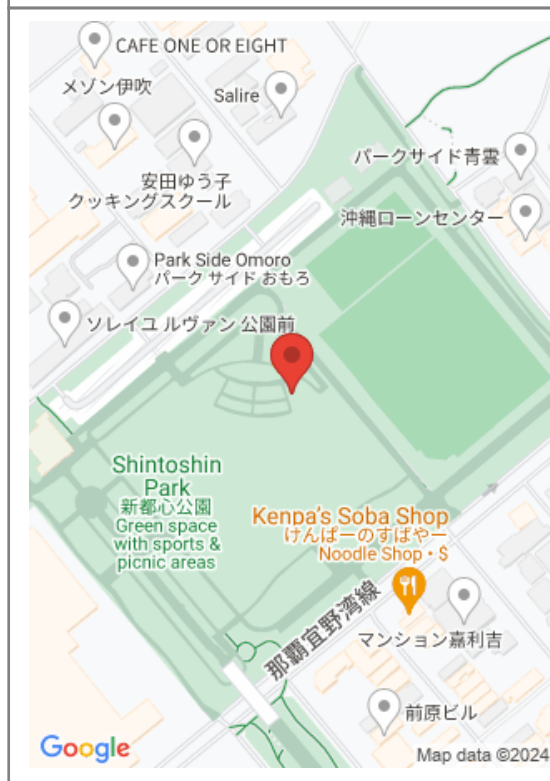 CAFE ONE OR EIGHT
メゾン伊吹
Salire
安田ゆう子
クッキングスクール
パークサイド青雲
沖縄ローンセンター
Park Side Omoro
パーク サイド おもろ
ソレイユ ルヴァン 公園前
Shintoshin
Park
新都心公園
Green space
with sports &
picnic areas
Kenpa's Soba Shop
けんぱーのすばやー
Noodle Shop • $
那覇宜野湾線
マンション嘉利吉
前原ビル
Google
Map data ©2024